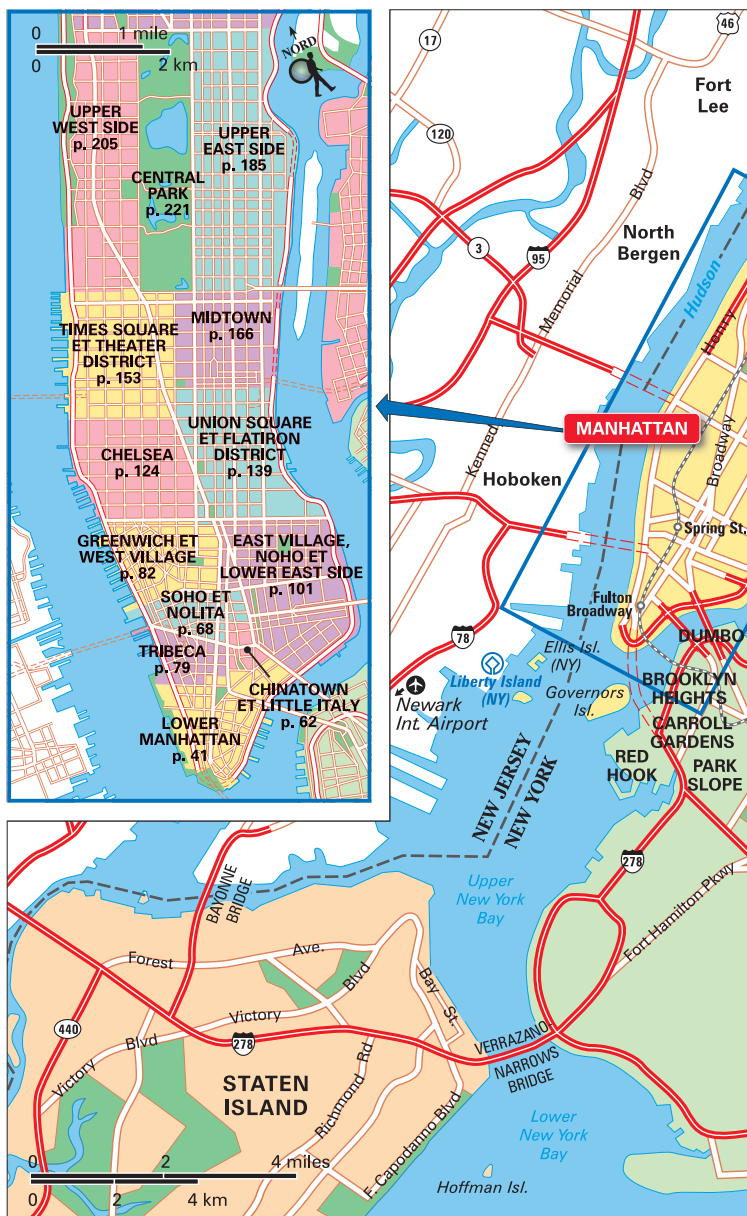 0 1 mile
0 2 km
NORD
UPPER
WEST SIDE
p. 205
UPPER
EAST SIDE
p. 185
CENTRAL
PARK
p. 221
MIDTOWN
p. 166
TIMES SQUARE
ET THEATER
DISTRICT
p. 153
UNION SQUARE
ET FLATIRON
DISTRICT
p. 139
CHELSEA
p. 124
GREENWICH ET
WEST VILLAGE
p. 82
EAST VILLAGE,
NOHO ET
LOWER EAST SIDE
p. 101
SOHO ET
NOLITA
p. 68
TRIBECA
p. 79
CHINATOWN
ET LITTLE ITALY
p. 62
LOWER
MANHATTAN
p. 41
46
17
Fort
Lee
120
Blvd
North
Bergen
3
95
Hudson
Memorial
Henry
MANHATTAN
Broadway
Kenned
Hoboken
Spring St.
Fulton
Broadway
78
DUMBO
Ellis Isl.
(NY)
Liberty Island
(NY)
BROOKLYN
HEIGHTS
Newark
Int. Airport
Governors
Isl.
CARROLL
GARDENS
RED
HOOK
PARK
SLOPE
NEW JERSEY
NEW YORK
278
BAYONNE
BRIDGE
Upper
New York
Bay
Fort Hamilton Pkwy
Forest Ave.
Blvd
Bay St.
Victory
440
278
Victory Blvd
VERRAZANO-
NARROWS
BRIDGE
STATEN
ISLAND
Richmond Rd
F. Capodanno Blvd
Lower
New York
Bay
0 2 4 miles
0 2 4 km
Hoffman Isl.